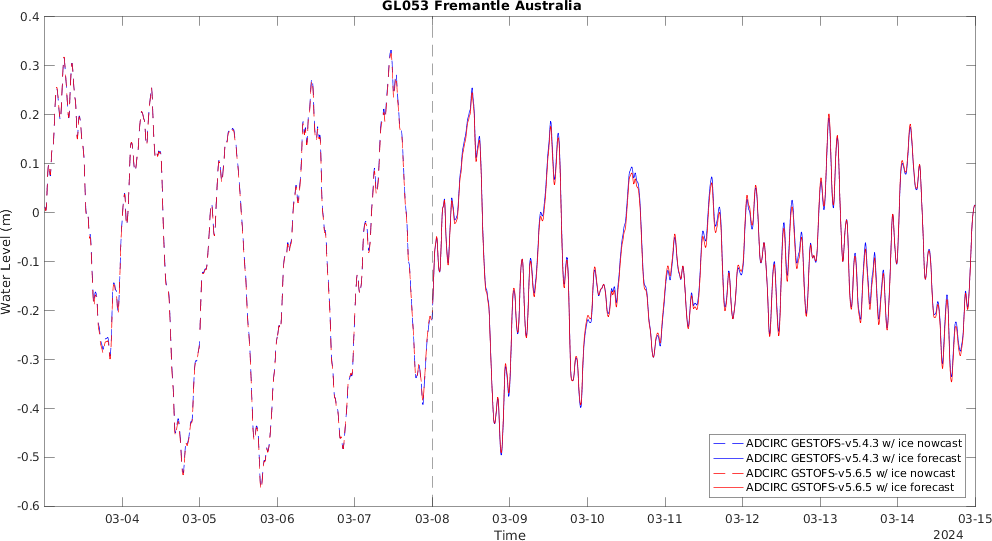 GL053 Fremantle Australia
0.4
0.3
0.2
0.1
0
-0.1
-0.2
-0.3
-0.4
-0.5
-0.6
Water Level (m)
ADCIRC GESTOFS-v5.4.3 w/ ice nowcast
ADCIRC GESTOFS-v5.4.3 w/ ice forecast
ADCIRC GSTOFS-v5.6.5 w/ ice nowcast
ADCIRC GSTOFS-v5.6.5 w/ ice forecast
03-04 03-05 03-06 03-07 03-08 03-09 03-10 03-11 03-12 03-13 03-14 03-15
Time
2024